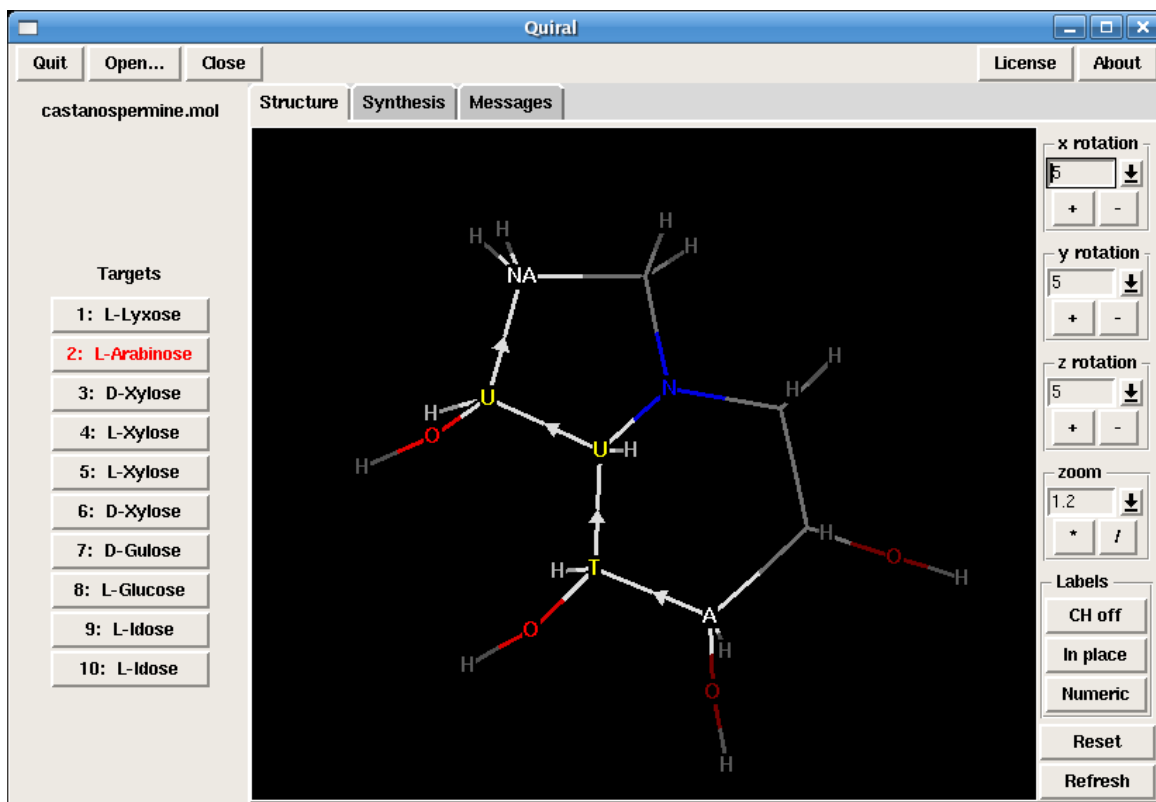 Quiral
Quit Open... Close License About
castanospermine.mol
Structure Synthesis Messages
Targets
1: L-Lyxose
2: L-Arabinose
3: D-Xylose
4: L-Xylose
5: L-Xylose
6: D-Xylose
7: D-Gulose
8: L-Glucose
9: L-Idose
10: L-Idose
H H H H
NA
H H
N
U
H
O
H
U H
H T
H O H
O
H
A
H
O
H
x rotation
5
+ -
y rotation
5
+ -
z rotation
5
+ -
zoom
1.2
* /
Labels
CH off
In place
Numeric
Reset
Refresh